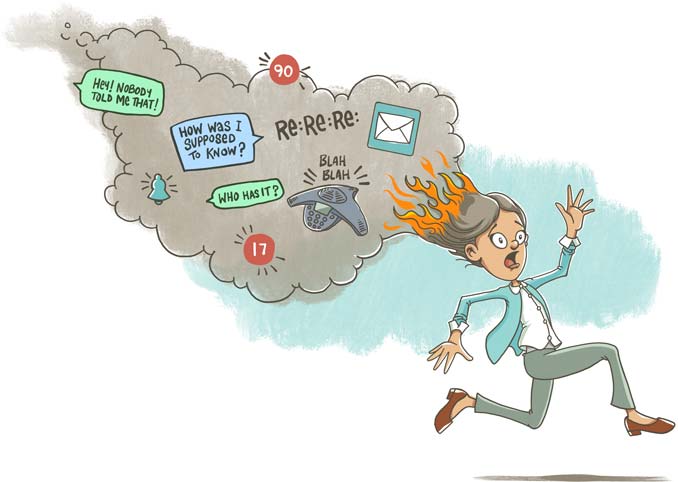 90
HEY! NOBODY
TOLD ME THAT!
HOW WAS I
SUPPOSED
TO KNOW?
Re:Re:Re:
BLAH
BLAH
WHO HAS IT?
17